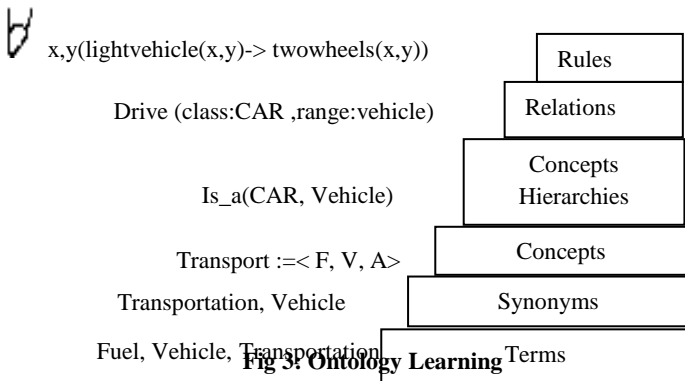 ∀ x,y(lightvehicle(x,y)-> twowheels(x,y))
Rules
Drive (class:CAR ,range:vehicle)
Relations
Is_a(CAR, Vehicle)
Concepts
Hierarchies
Transport :=< F, V, A>
Concepts
Transportation, Vehicle
Synonyms
Fuel, Vehicle, Transportation
Terms
Fig 3: Ontology Learning